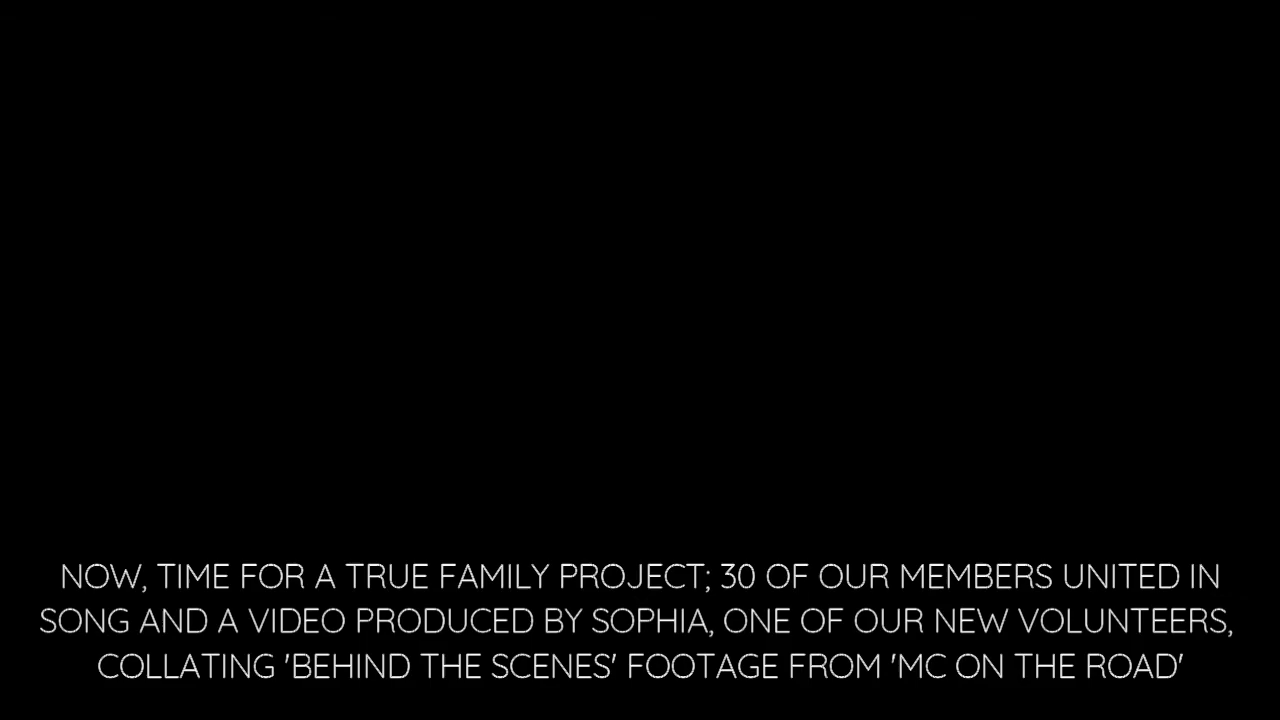 NOW, TIME FOR A TRUE FAMILY PROJECT; 30 OF OUR MEMBERS UNITED IN
SONG AND A VIDEO PRODUCED BY SOPHIA, ONE OF OUR NEW VOLUNTEERS,
COLLATING 'BEHIND THE SCENES' FOOTAGE FROM 'MC ON THE ROAD'